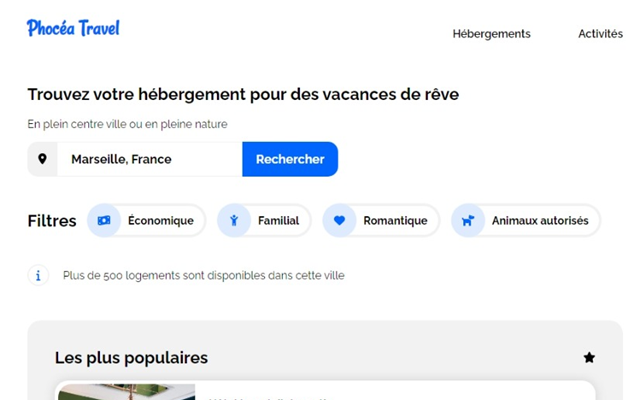 Phocéa Travel
Hébergements
Activités
Trouvez votre hébergement pour des vacances de rêve
En plein centre ville ou en pleine nature
Marseille, France
Rechercher
Filtres
Économique
Familial
Romantique
Animaux autorisés
Plus de 500 logements sont disponibles dans cette ville
Les plus populaires